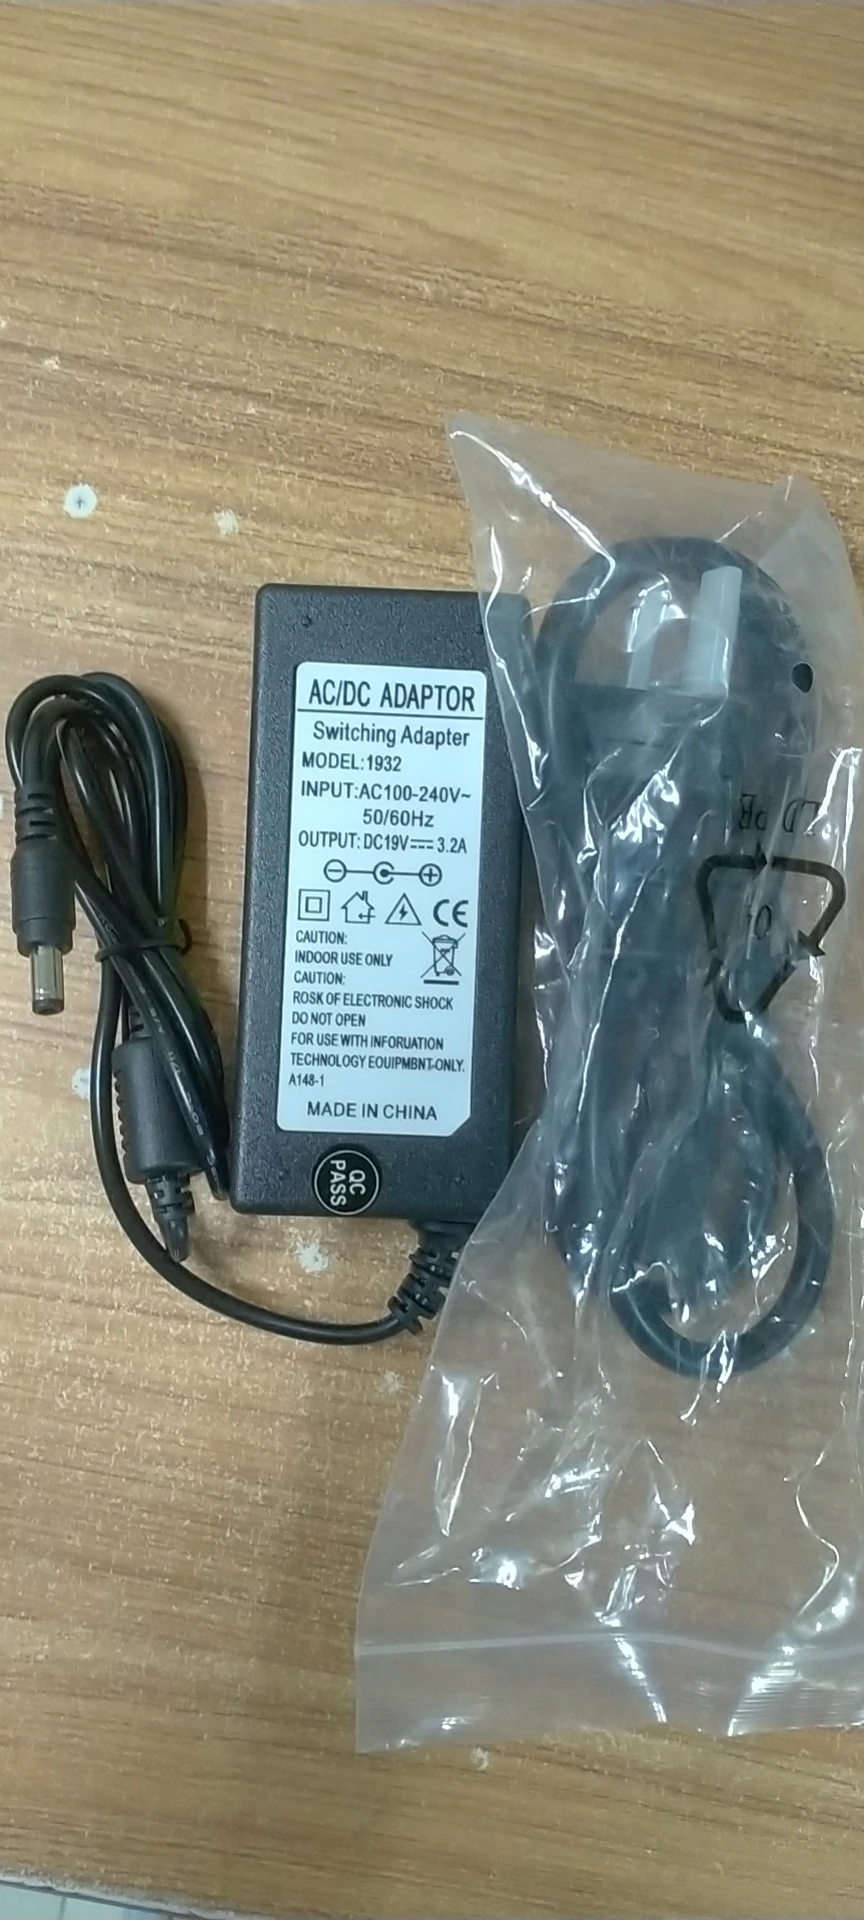 AC/DC ADAPTOR
Switching Adapter
MODEL:1932
INPUT:AC100-240V~
50/60Hz
OUTPUT: DC19V⎓ 3.2A
CE
CAUTION:
INDOOR USE ONLY
CAUTION:
ROSK OF ELECTRONIC SHOCK
DO NOT OPEN
FOR USE WITH INFORUATION
TECHNOLOGY EOUIPMBNT-ONLY.
A148-1
MADE IN CHINA
QC
PASS
04